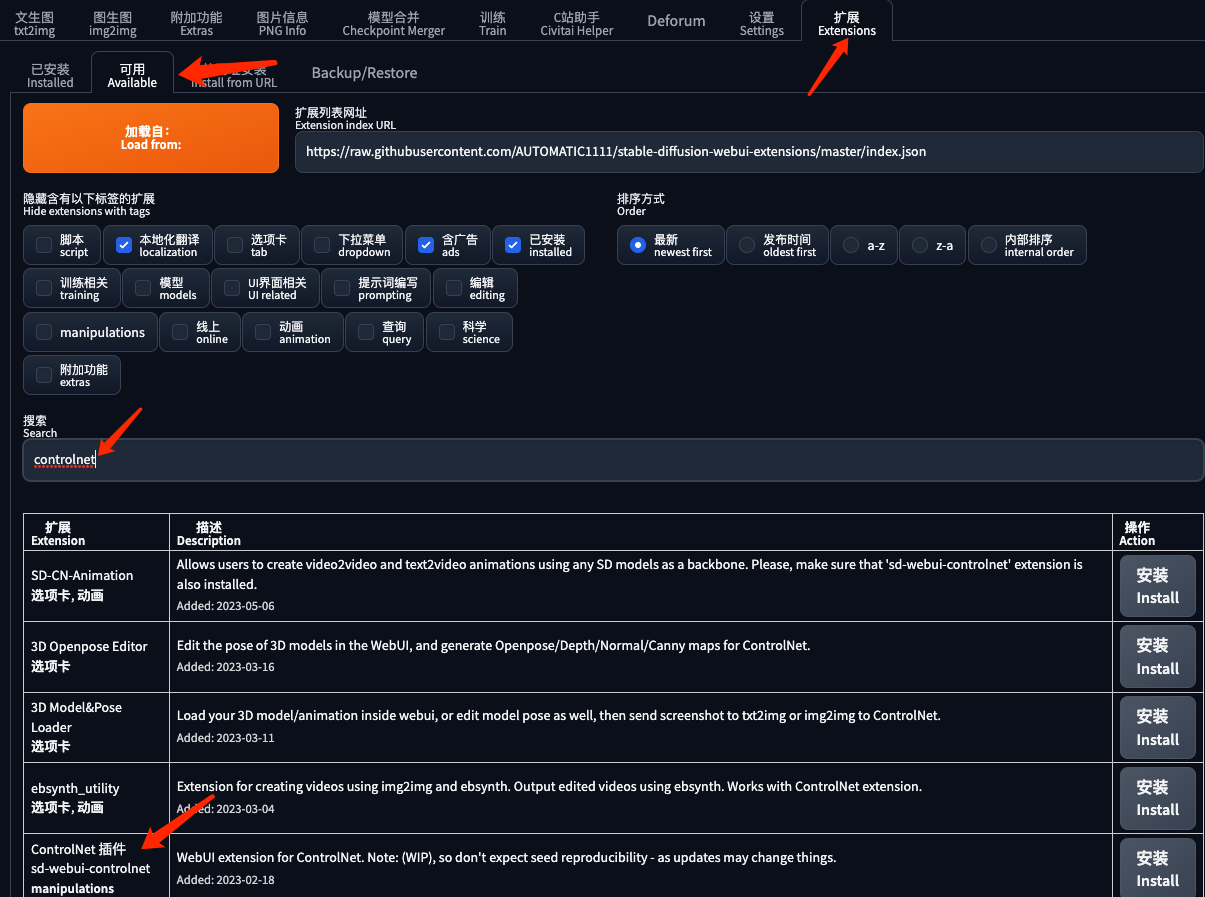 文生图
txt2img
图生图
img2img
附加功能
Extras
图片信息
PNG Info
模型合并
Checkpoint Merger
训练
Train
C站助手
Civitai Helper
Deforum
设置
Settings
扩展
Extensions
已安装
Installed
可用
Available
安装
Install from URL
Backup/Restore
加载自:
Load from:
扩展列表网址
Extension index URL
https://raw.githubusercontent.com/AUTOMATIC1111/stable-diffusion-webui-extensions/master/index.json
隐藏含有以下标签的扩展
Hide extensions with tags
脚本
script
本地化翻译
localization
选项卡
tab
下拉菜单
dropdown
含广告
ads
已安装
installed
训练相关
training
模型
models
UI界面相关
UI related
提示词编写
prompting
编辑
editing
manipulations
线上
online
动画
animation
查询
query
科学
science
附加功能
extras
排序方式
Order
最新
newest first
发布时间
oldest first
a-z
z-a
内部排序
internal order
搜索
Search
controlnet
扩展
Extension
描述
Description
操作
Action
SD-CN-Animation
选项卡, 动画
Allows users to create video2video and text2video animations using any SD models as a backbone. Please, make sure that 'sd-webui-controlnet' extension is
also installed.
Added: 2023-05-06
安装
Install
3D Openpose Editor
选项卡
Edit the pose of 3D models in the WebUI, and generate Openpose/Depth/Normal/Canny maps for ControlNet.
Added: 2023-03-16
安装
Install
3D Model&Pose
Loader
选项卡
Load your 3D model/animation inside webui, or edit model pose as well, then send screenshot to txt2img or img2img to ControlNet.
Added: 2023-03-11
安装
Install
ebsynth_utility
选项卡, 动画
Extension for creating videos using img2img and ebsynth. Output edited videos using ebsynth. Works with ControlNet extension.
Added: 2023-03-04
安装
Install
ControlNet 插件
sd-webui-controlnet
manipulations
WebUI extension for ControlNet. Note: (WIP), so don't expect seed reproducibility - as updates may change things.
Added: 2023-02-18
安装
Install